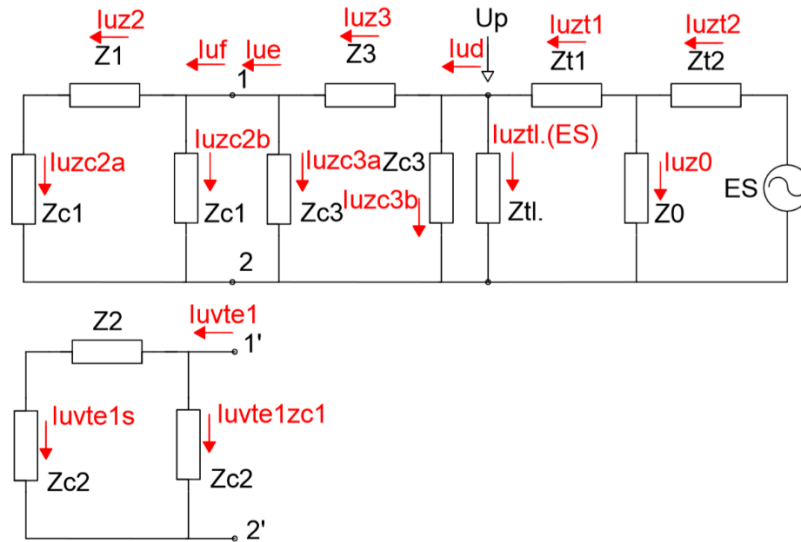 Iuz2
Z1
Iuf
Iue
1
Iuz3
Z3
Iud
Up
Iuzt1
Zt1
Iuzt2
Zt2
Iuzc2a
Zc1
Iuzc2b
Zc1
Iuzc3a
Zc3
Zc3
Iuzc3b
Iuztl.(ES)
Ztl.
Iuz0
Z0
ES
2
Z2
Iuvte1
1'
Iuvte1s
Zc2
Iuvte1zc1
Zc2
2'